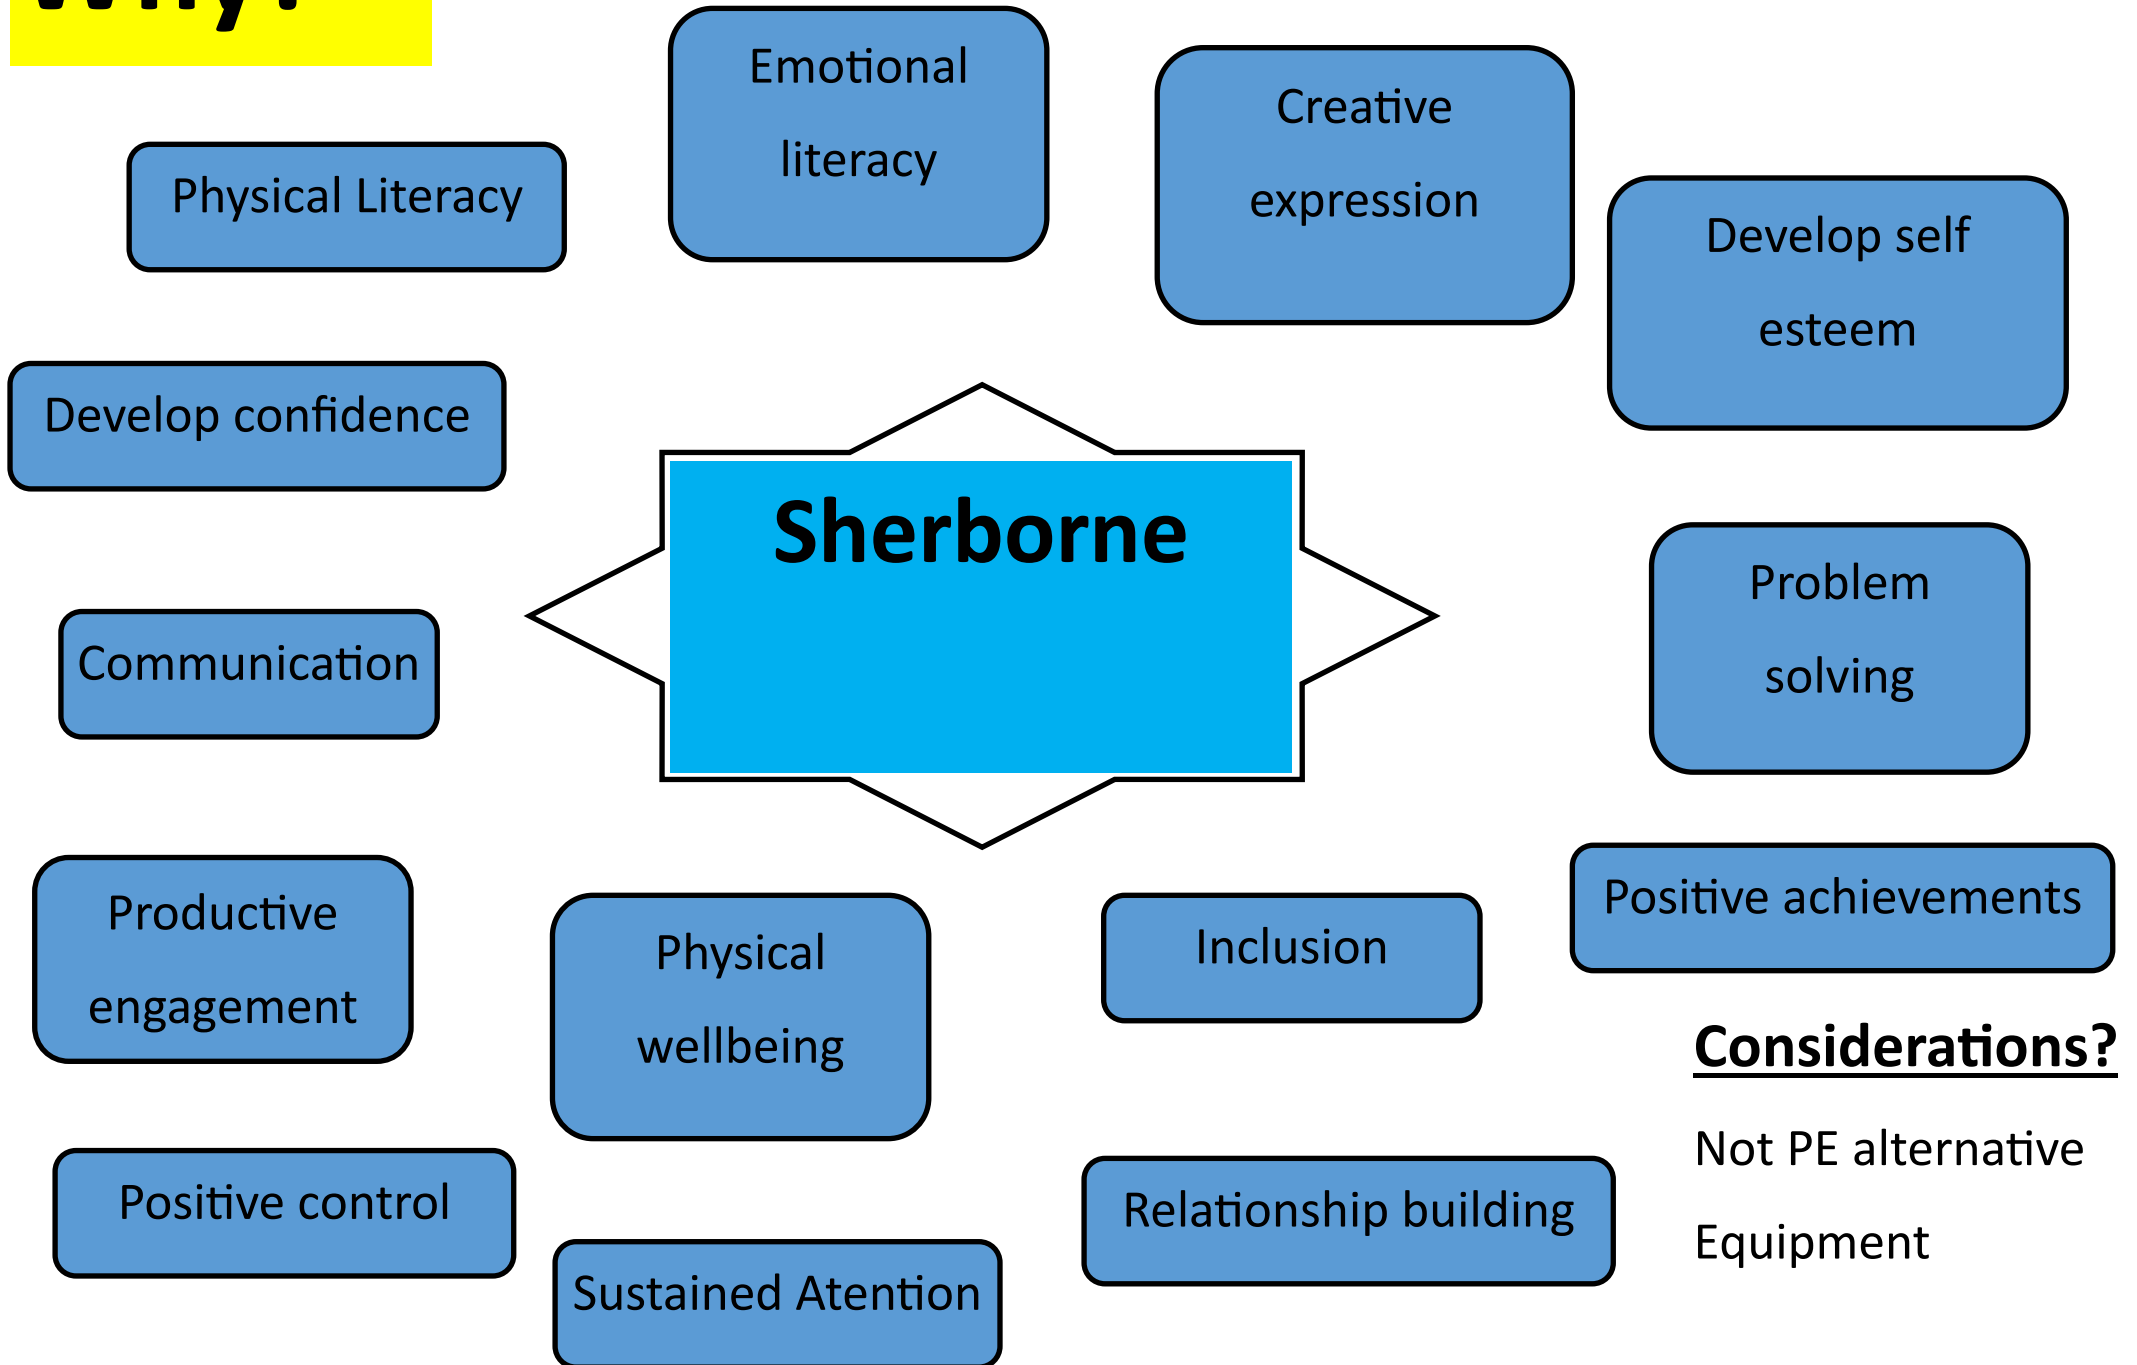 Why?
Emotional
literacy
Creative
expression
Physical Literacy
Develop self
esteem
Develop confidence
Sherborne
Problem
solving
Communication
Productive
engagement
Physical
wellbeing
Inclusion
Positive achievements
Considerations?
Not PE alternative
Equipment
Positive control
Relationship building
Sustained Atention